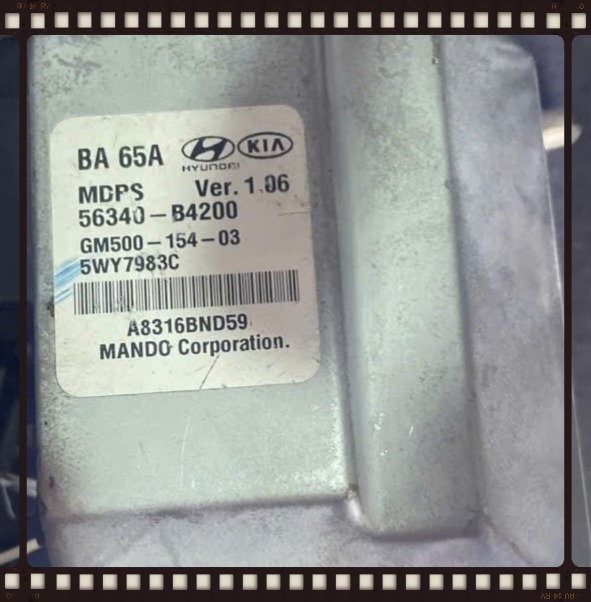 BA 65A HYUNDAI KIA
MDPS Ver. 1.06
56340-B4200
GM500-154-03
5WY7983C
A8316BND59
MANDO Corporation.